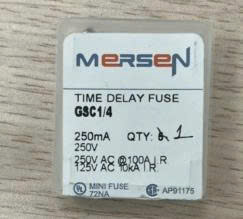 MERSEN
TIME DELAY FUSE
GSC1/4
250mA QTY: 1
250V
250V AC @100A I.R.
125V AC 10kA I.R.
UL MINI FUSE
72NA
AP91175